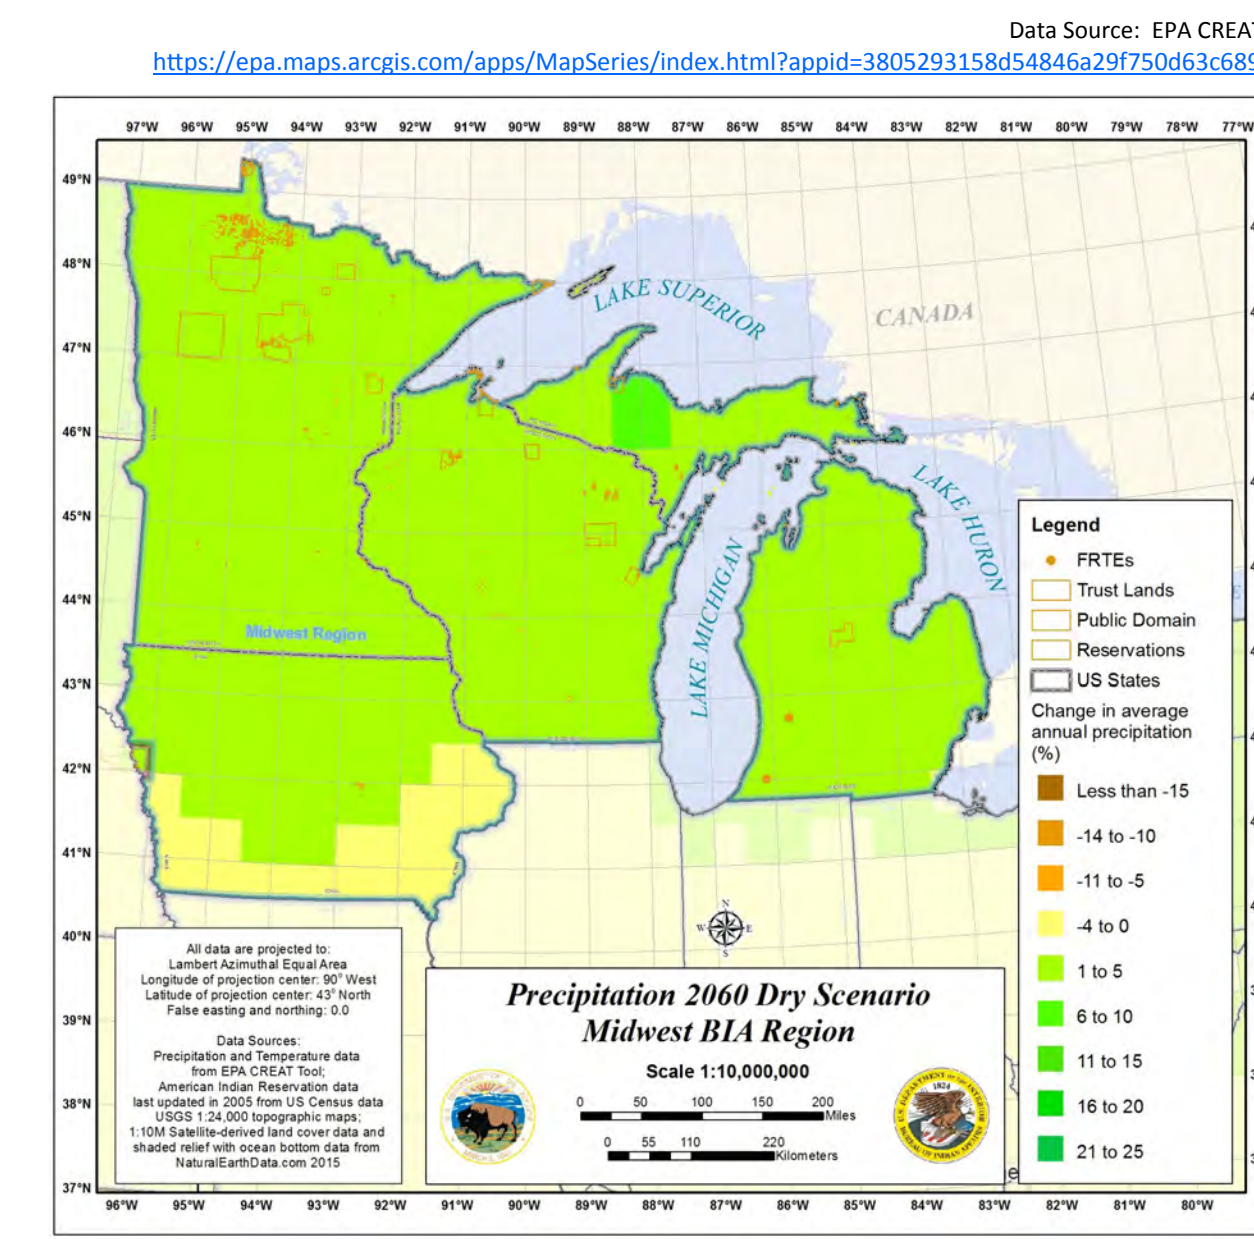 Data Source: EPA CREAT
https://epa.maps.arcgis.com/apps/MapSeries/index.html?appid=3805293158d54846a29f750d63c689
97°W 96°W 95°W 94°W 93°W 92°W 91°W 90°W 89°W 88°W 87°W 86°W 85°W 84°W 83°W 82°W 81°W 80°W 79°W 78°W 77°W
49°N
48°N
47°N
46°N
45°N
44°N
43°N
42°N
41°N
40°N
39°N
38°N
37°N
LAKE SUPERIOR
CANADA
LAKE HURON
LAKE MICHIGAN
Midwest Region
Legend
FRTEs
Trust Lands
Public Domain
Reservations
US States
Change in average
annual precipitation
(%)
Less than -15
-14 to -10
-11 to -5
-4 to 0
1 to 5
6 to 10
11 to 15
16 to 20
21 to 25
N
W E
S
All data are projected to:
Lambert Azimuthal Equal Area
Longitude of projection center: 90° West
Latitude of projection center: 43° North
False easting and northing: 0.0
Data Sources:
Precipitation and Temperature data
from EPA CREAT Tool;
American Indian Reservation data
last updated in 2005 from US Census data
USGS 1:24,000 topographic maps;
1:10M Satellite-derived land cover data and
shaded relief with ocean bottom data from
NaturalEarthData.com 2015
Precipitation 2060 Dry Scenario
Midwest BIA Region
Scale 1:10,000,000
0 50 100 150 200
Miles
0 55 110 220
Kilometers
U.S. DEPARTMENT OF THE INTERIOR
1824
BUREAU OF INDIAN AFFAIRS
96°W 95°W 94°W 93°W 92°W 91°W 90°W 89°W 88°W 87°W 86°W 85°W 84°W 83°W 82°W 81°W 80°W